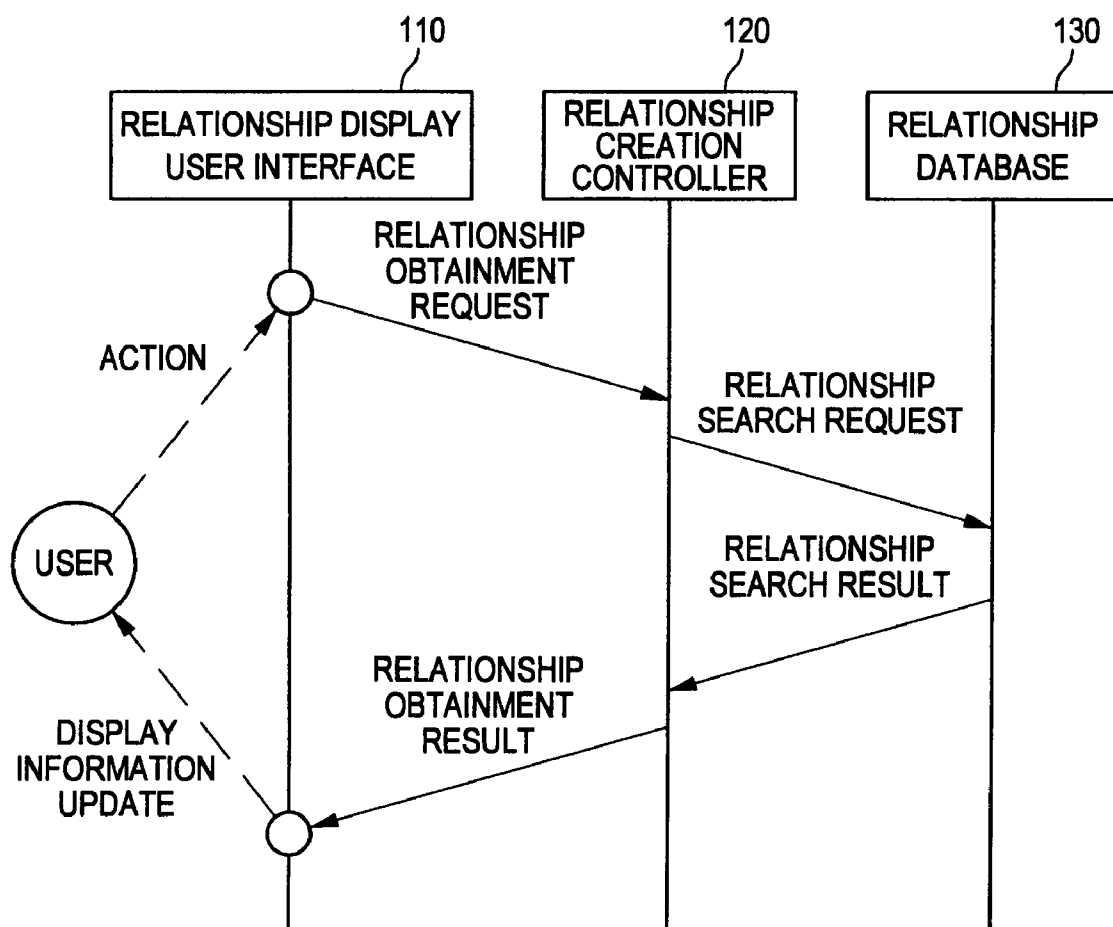 110
120
130
RELATIONSHIP DISPLAY
USER INTERFACE
RELATIONSHIP
CREATION
CONTROLLER
RELATIONSHIP
DATABASE
RELATIONSHIP
OBTAINMENT
REQUEST
ACTION
RELATIONSHIP
SEARCH REQUEST
USER
RELATIONSHIP
SEARCH RESULT
RELATIONSHIP
OBTAINMENT
RESULT
DISPLAY
INFORMATION
UPDATE